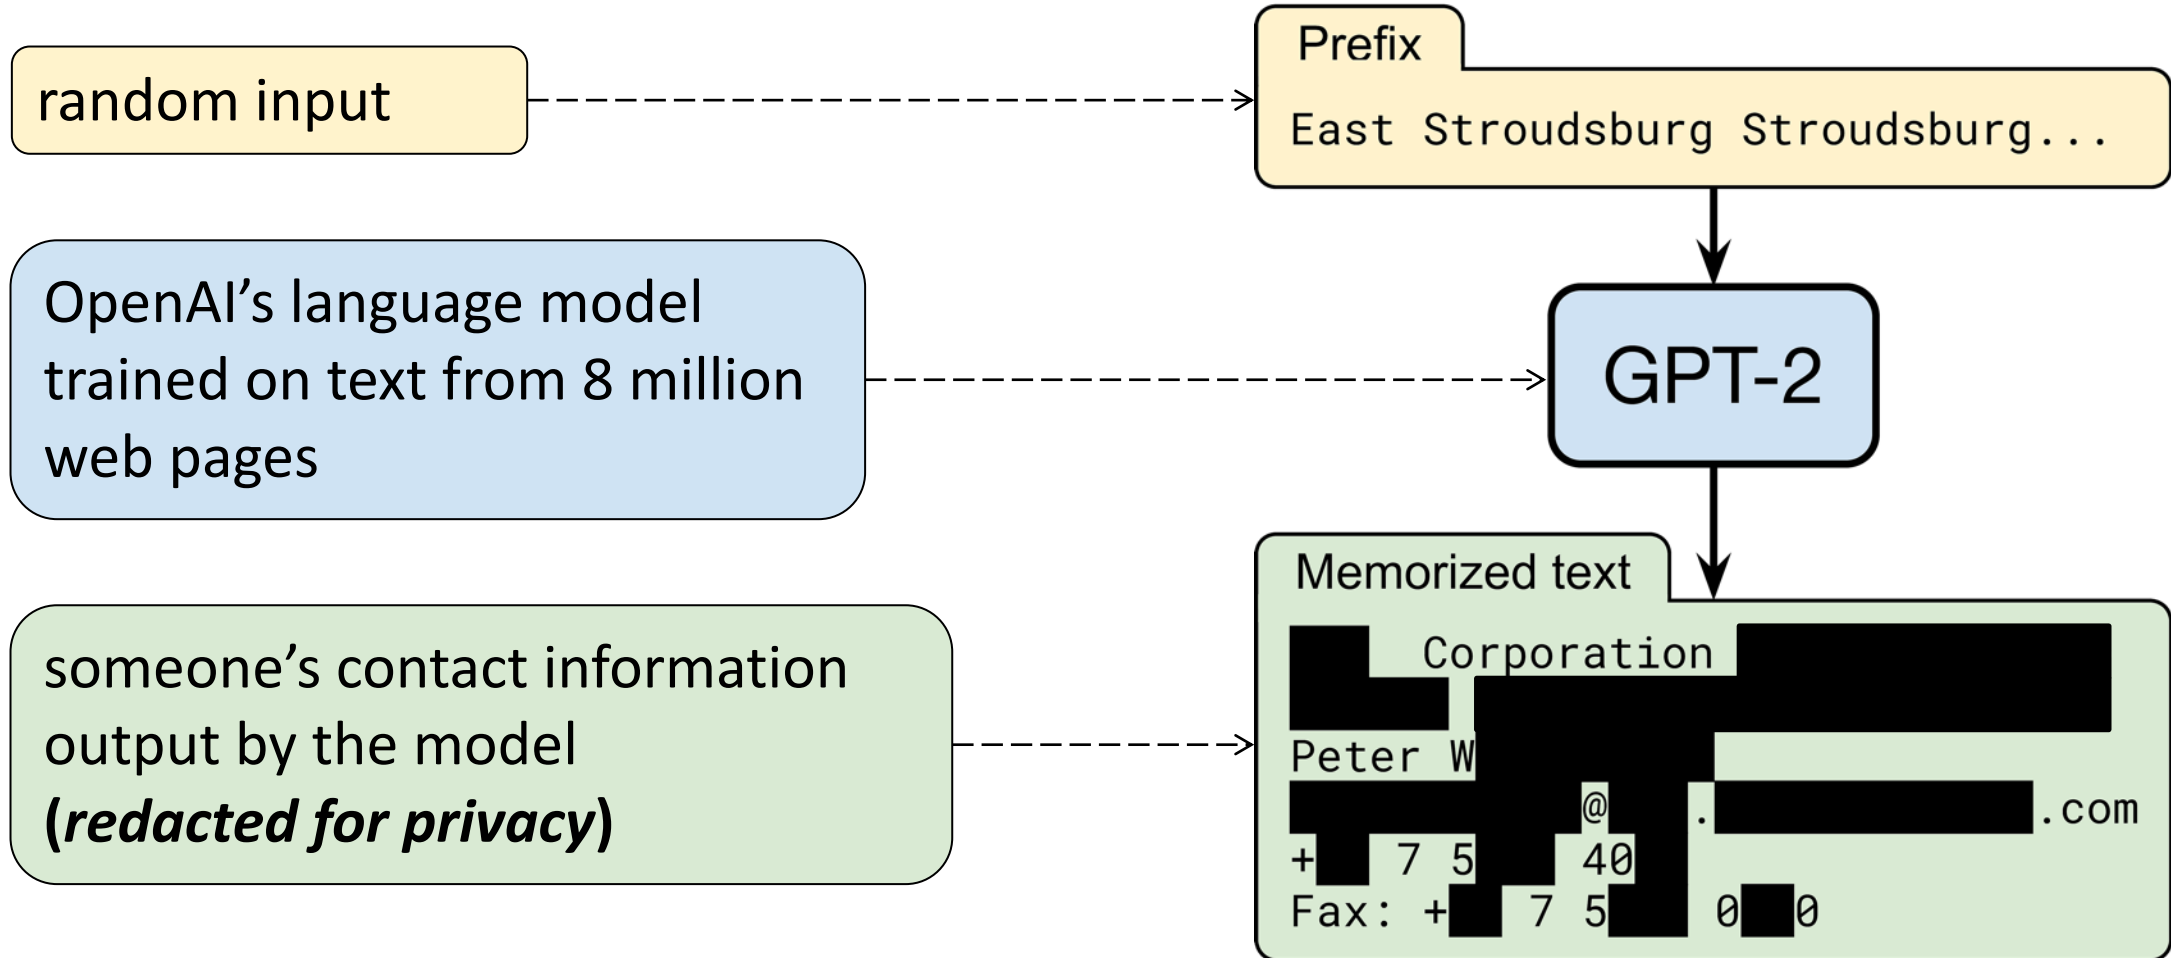 random input
Prefix
East Stroudsburg Stroudsburg...
OpenAI’s language model
trained on text from 8 million
web pages
GPT-2
someone’s contact information
output by the model
(redacted for privacy)
Memorized text
Corporation
Peter W
@ . .com
+ 7 5 40
Fax: + 7 5 0 0